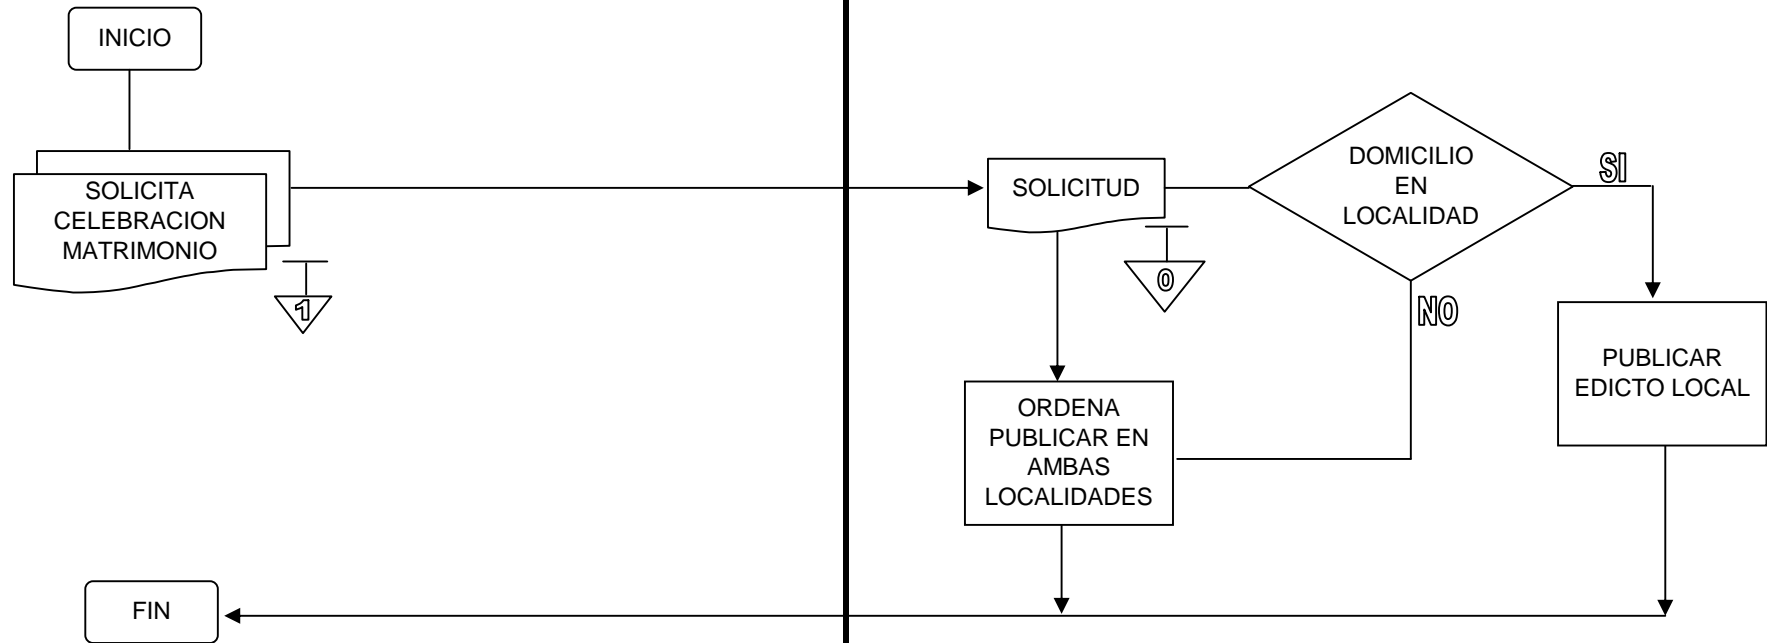 INICIO
SOLICITA
CELEBRACION
MATRIMONIO
1
SOLICITUD
0
DOMICILIO
EN
LOCALIDAD
SI
NO
ORDENA
PUBLICAR EN
AMBAS
LOCALIDADES
PUBLICAR
EDICTO LOCAL
FIN